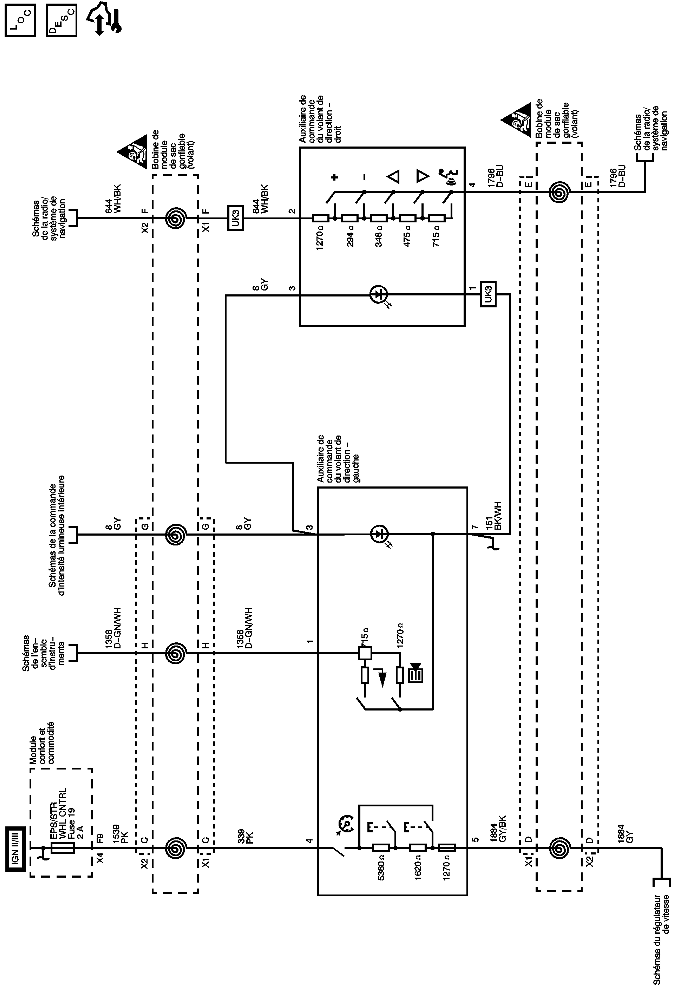 LOC
DESC
IGN II/III
Module
confort et
commodité
EPS/STR
WHL CNTRL
Fuse 19
2 A
X4
F9
1538
PK
X2
C
X1
C
339
PK
4
5360 Ω
1620 Ω
1270 Ω
5
1884
GY/BK
X1
D
X2
D
1884
GY
Schémas du régulateur
de vitesse
Schémas
de l'en-
semble
d'instru-
ments
1358
D-GN/WH
H
H
1358
D-GN/WH
1
15 Ω
1270 Ω
Schémas de la commande
d'intensité lumineuse intérieure
8
GY
G
G
8
GY
3
Auxiliaire de
commande
du volant de
direction –
gauche
7
151
BK/WH
Schémas
de la radio/
système de
navigation
644
WH/BK
X2
F
Bobine de
module
de sac
gonflable
(volant)
X1
F
UK3
644
WH/BK
2
8
GY
3
Auxiliaire de
commande
du volant de
direction –
droit
+
–
1270 Ω
294 Ω
348 Ω
475 Ω
715 Ω
4
1
UK3
1796
D-BU
E
Bobine de
module
de sac
gonflable
(volant)
E
1796
D-BU
Schémas
de la radio/
système de
navigation